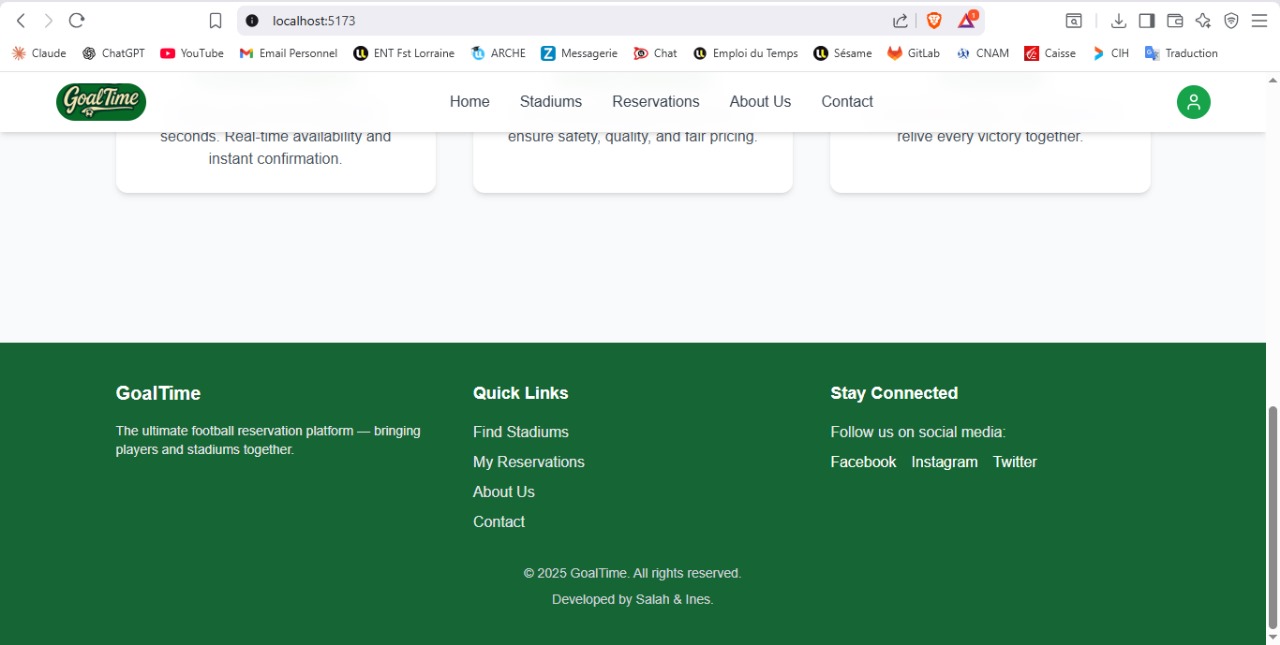 localhost:5173
1
Claude ChatGPT YouTube Email Personnel ENT Fst Lorraine ARCHE Messagerie Chat Emploi du Temps Sésame GitLab CNAM Caisse CIH Traduction
GoalTime
Home Stadiums Reservations About Us Contact
seconds. Real-time availability and
instant confirmation.
ensure safety, quality, and fair pricing.
relive every victory together.
GoalTime
The ultimate football reservation platform — bringing
players and stadiums together.
Quick Links
Find Stadiums
My Reservations
About Us
Contact
Stay Connected
Follow us on social media:
Facebook Instagram Twitter
© 2025 GoalTime. All rights reserved.
Developed by Salah & Ines.